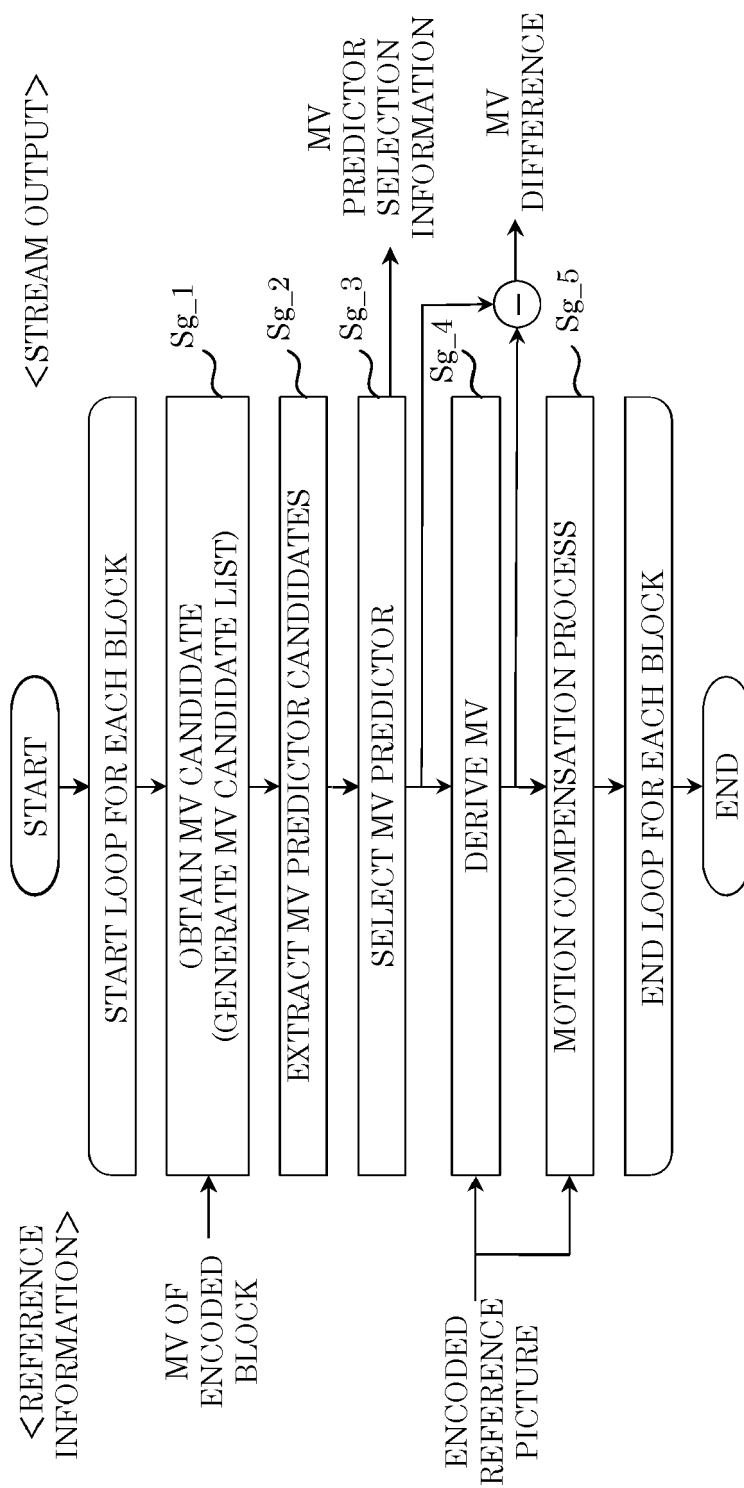 <REFERENCE
INFORMATION>
<STREAM OUTPUT>
START
START LOOP FOR EACH BLOCK
MV OF
ENCODED
BLOCK
OBTAIN MV CANDIDATE
(GENERATE MV CANDIDATE LIST)
Sg_1
EXTRACT MV PREDICTOR CANDIDATES
Sg_2
SELECT MV PREDICTOR
Sg_3
MV
PREDICTOR
SELECTION
INFORMATION
ENCODED
REFERENCE
PICTURE
DERIVE MV
Sg_4
−
MV
DIFFERENCE
MOTION COMPENSATION PROCESS
Sg_5
END LOOP FOR EACH BLOCK
END